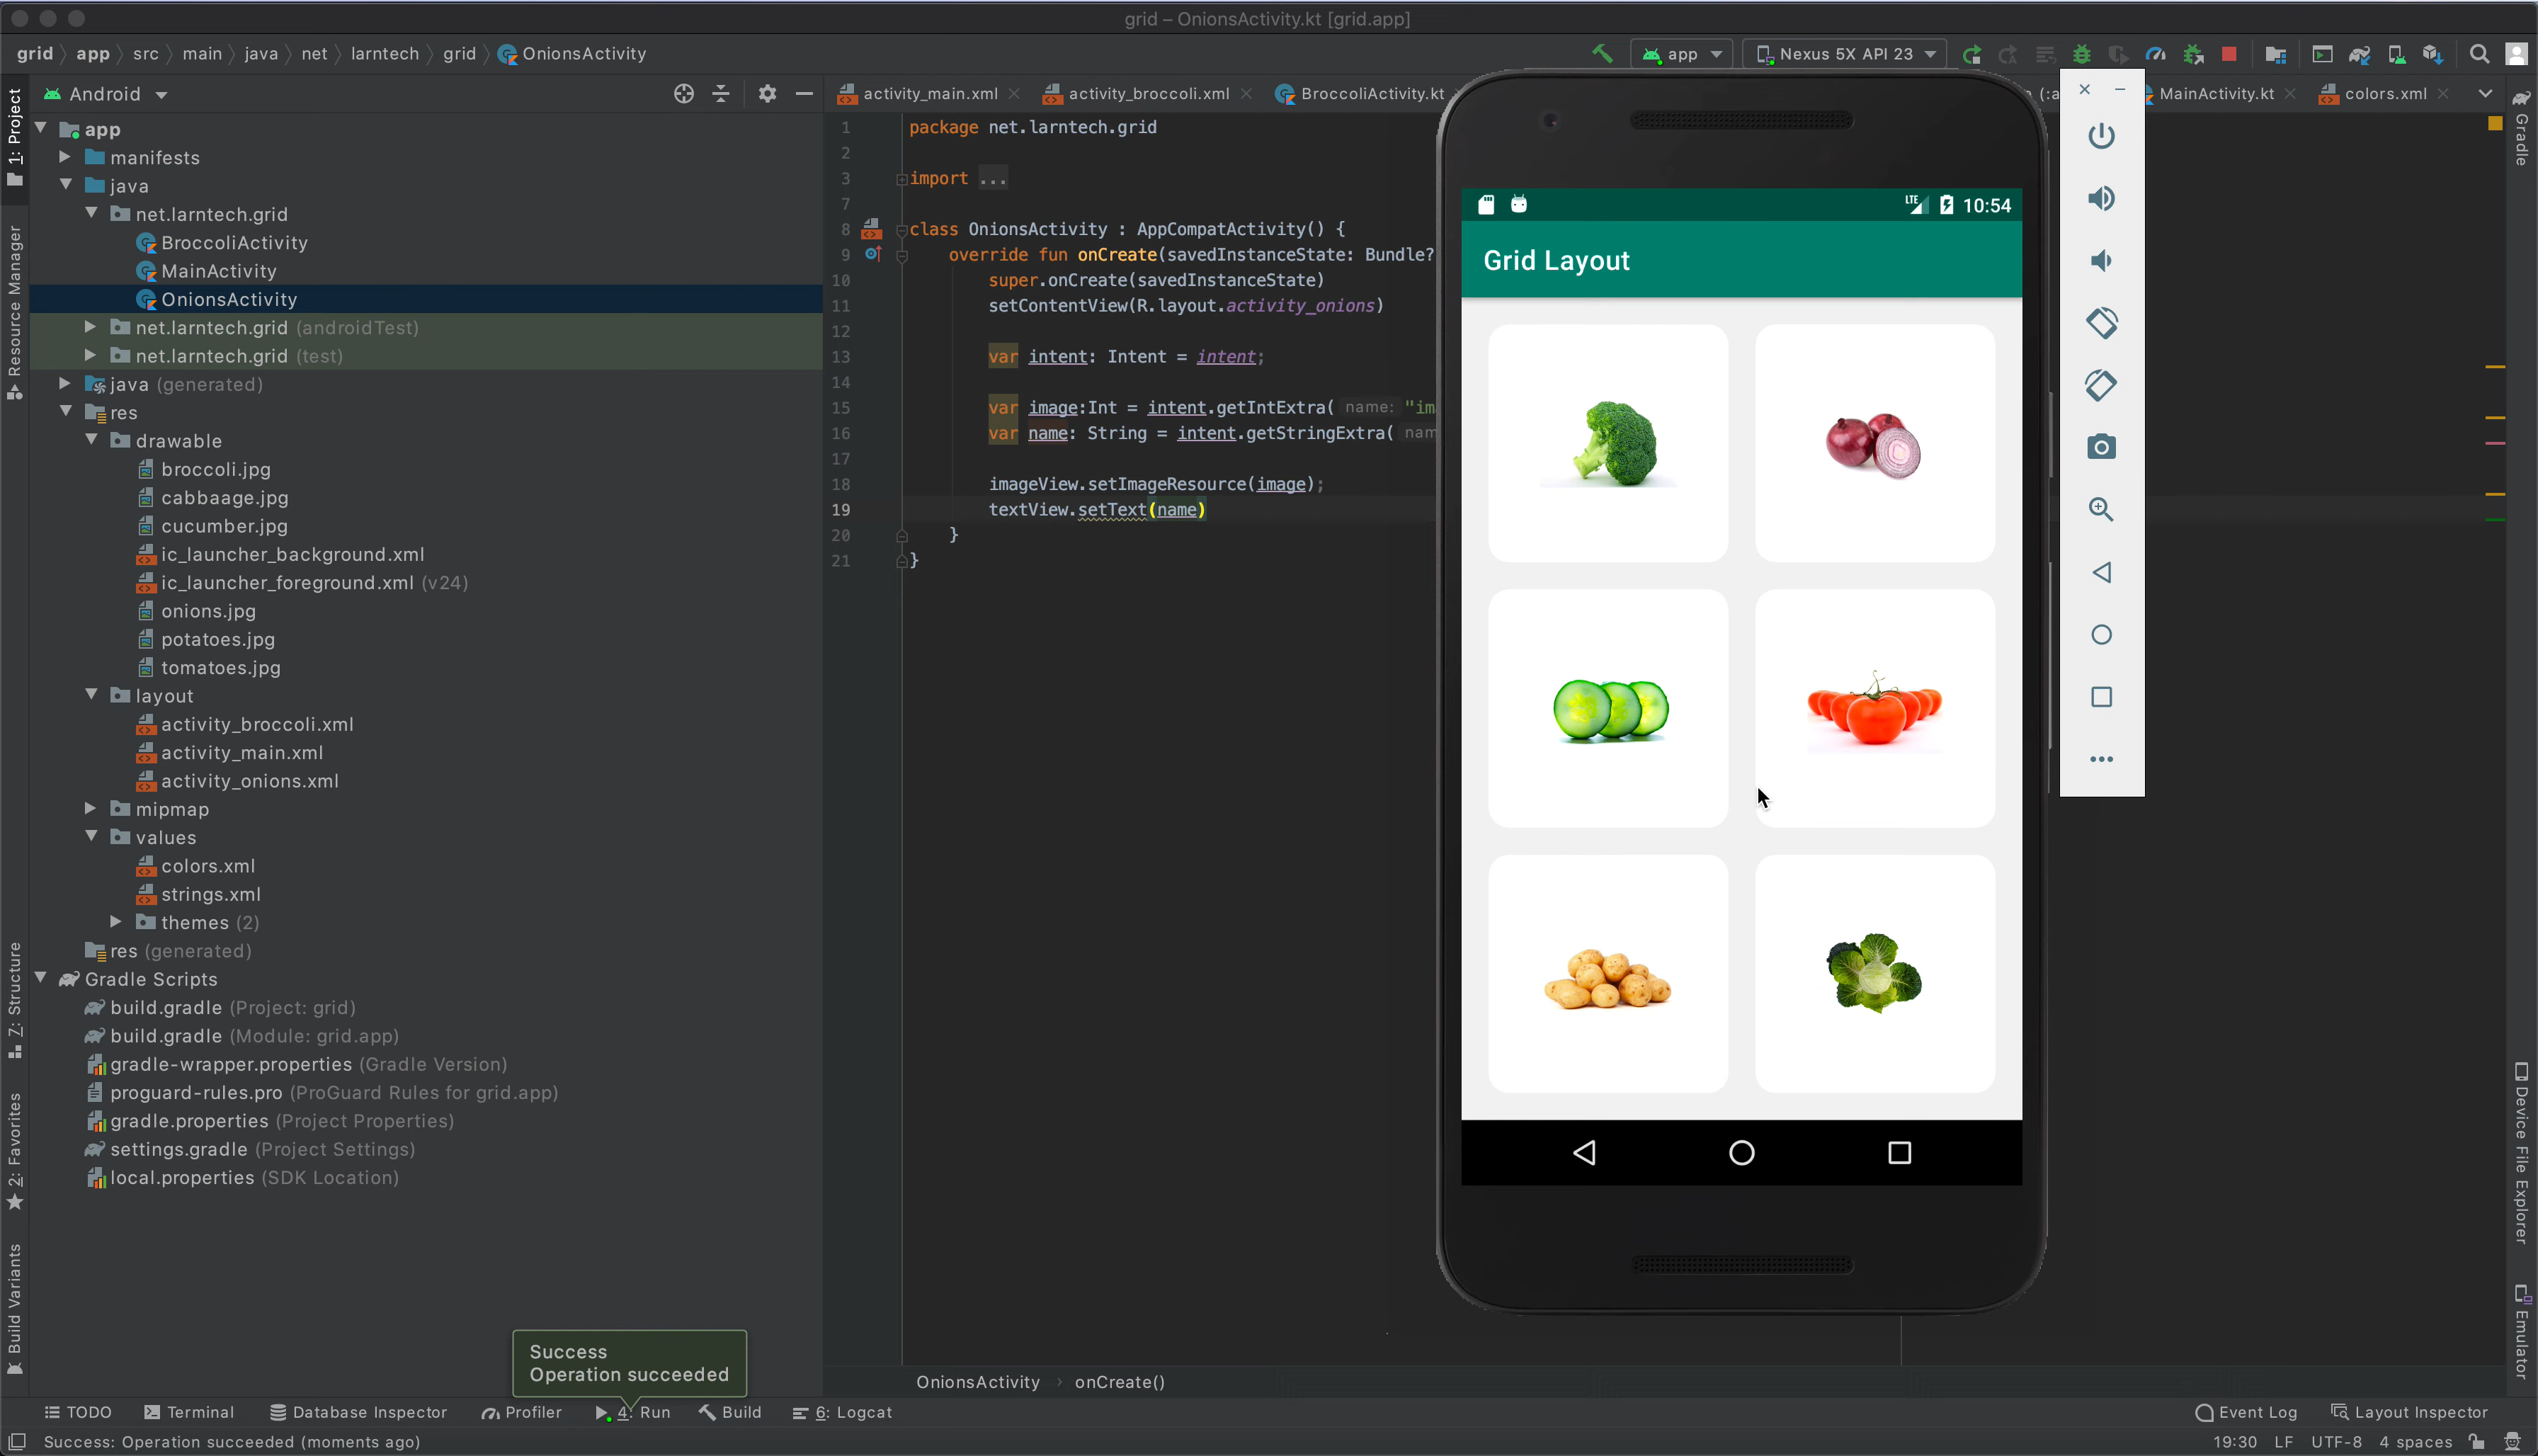 grid – OnionsActivity.kt [grid.app]
grid app src main java net larntech grid OnionsActivity
app
Nexus 5X API 23
Android
activity_main.xml
activity_broccoli.xml
BroccoliActivity.kt
(:a
MainActivity.kt
colors.xml
1: Project
Resource Manager
Z: Structure
2: Favorites
Build Variants
app
manifests
java
net.larntech.grid
BroccoliActivity
MainActivity
OnionsActivity
net.larntech.grid (androidTest)
net.larntech.grid (test)
java (generated)
res
drawable
broccoli.jpg
cabbaage.jpg
cucumber.jpg
ic_launcher_background.xml
ic_launcher_foreground.xml (v24)
onions.jpg
potatoes.jpg
tomatoes.jpg
layout
activity_broccoli.xml
activity_main.xml
activity_onions.xml
mipmap
values
colors.xml
strings.xml
themes (2)
res (generated)
Gradle Scripts
build.gradle (Project: grid)
build.gradle (Module: grid.app)
gradle-wrapper.properties (Gradle Version)
proguard-rules.pro (ProGuard Rules for grid.app)
gradle.properties (Project Properties)
settings.gradle (Project Settings)
local.properties (SDK Location)
1 package net.larntech.grid
2
3 import ...
7
8 class OnionsActivity : AppCompatActivity() {
9 override fun onCreate(savedInstanceState: Bundle?
10 super.onCreate(savedInstanceState)
11 setContentView(R.layout.activity_onions)
12
13 var intent: Intent = intent;
14
15 var image:Int = intent.getIntExtra( name: "im
16 var name: String = intent.getStringExtra( nam
17
18 imageView.setImageResource(image);
19 textView.setText(name)
20 }
21 }
LTE 10:54
Grid Layout
Gradle
Device File Explorer
Emulator
OnionsActivity onCreate()
Success
Operation succeeded
TODO
Terminal
Database Inspector
Profiler
4: Run
Build
6: Logcat
Event Log
Layout Inspector
Success: Operation succeeded (moments ago)
19:30 LF UTF-8 4 spaces